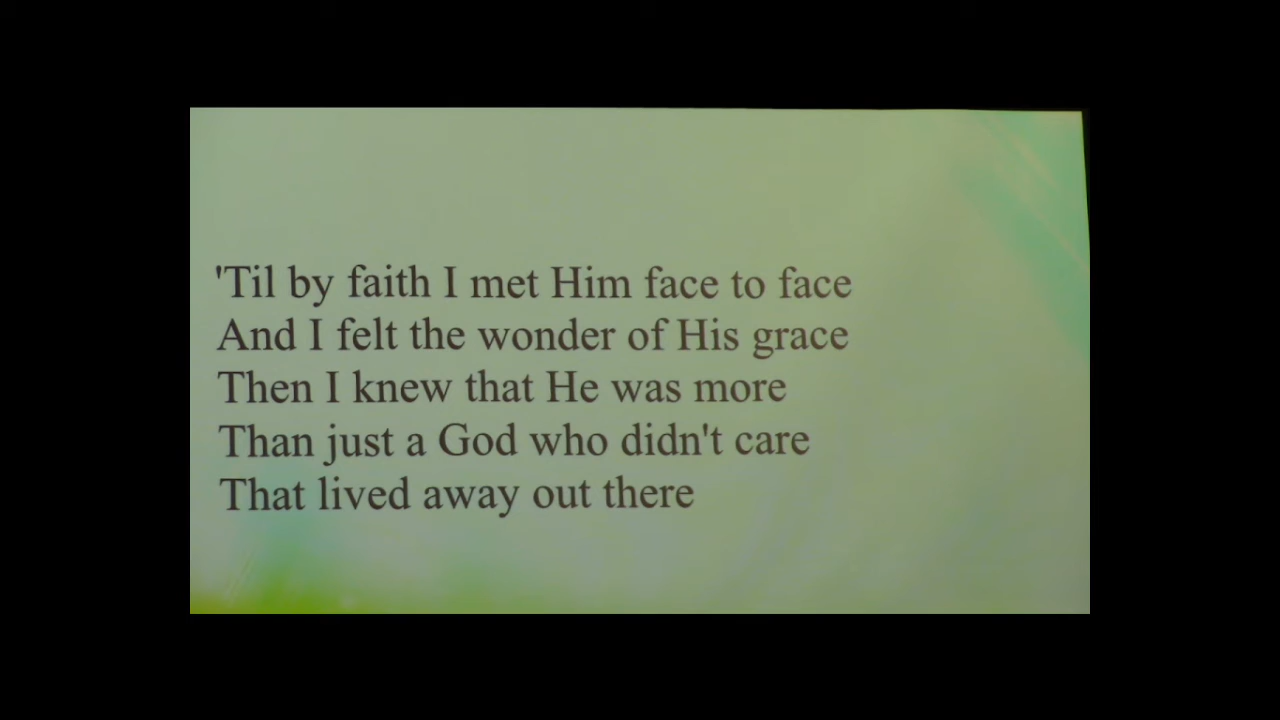 'Til by faith I met Him face to face
And I felt the wonder of His grace
Then I knew that He was more
Than just a God who didn't care
That lived away out there